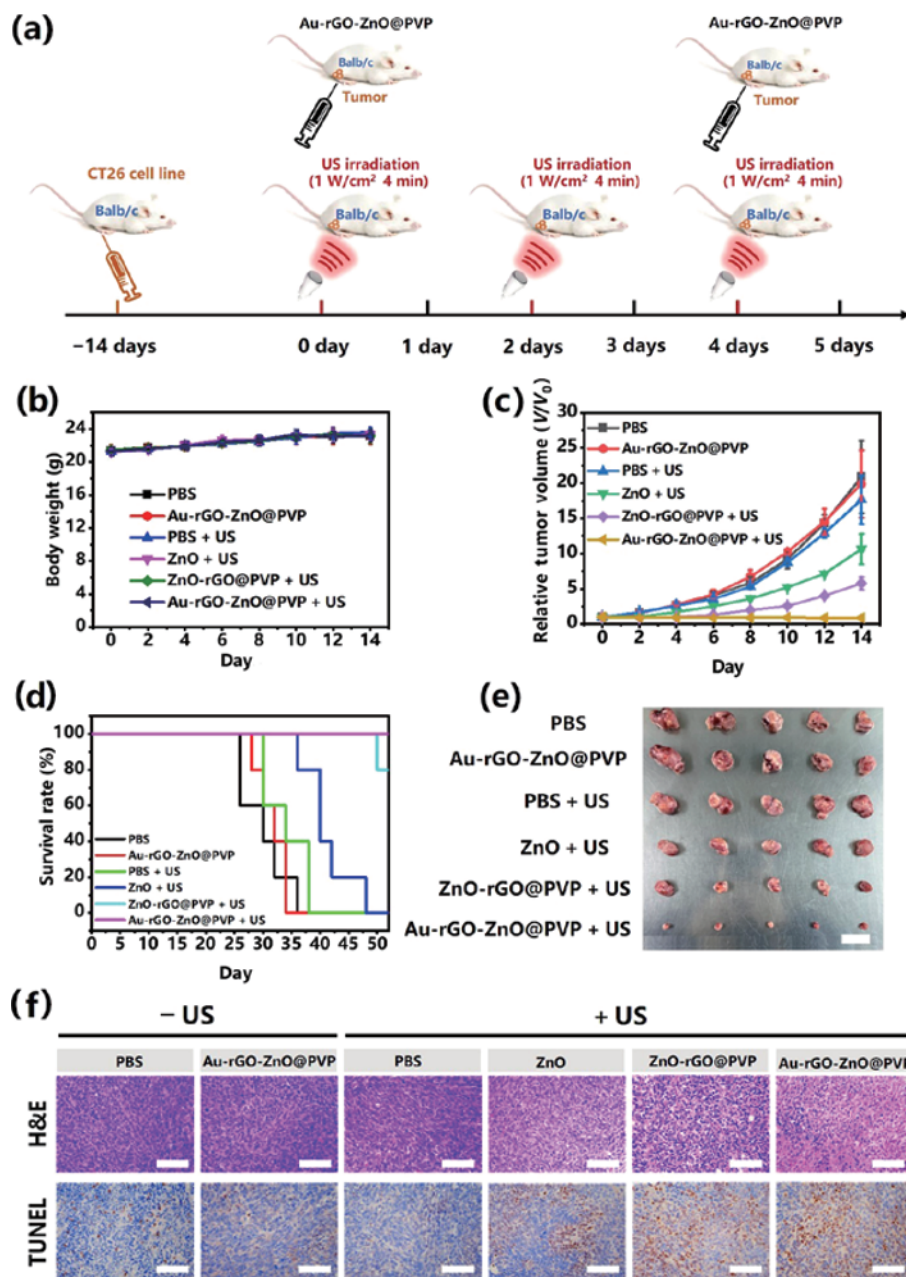 (a)
Au-rGO-ZnO@PVP
Au-rGO-ZnO@PVP
Balb/c
Balb/c
Tumor
Tumor
CT26 cell line
US irradiation
(1 W/cm² 4 min)
US irradiation
(1 W/cm² 4 min)
US irradiation
(1 W/cm² 4 min)
Balb/c
Balb/c
Balb/c
Balb/c
−14 days
0 day
1 day
2 days
3 days
4 days
5 days
(b)
Body weight (g)
24
20
16
12
8
4
0
PBS
Au-rGO-ZnO@PVP
PBS + US
ZnO + US
ZnO-rGO@PVP + US
Au-rGO-ZnO@PVP + US
0 2 4 6 8 10 12 14
Day
(c)
Relative tumor volume (V/V₀)
30
25
20
15
10
5
0
PBS
Au-rGO-ZnO@PVP
PBS + US
ZnO + US
ZnO-rGO@PVP + US
Au-rGO-ZnO@PVP + US
0 2 4 6 8 10 12 14
Day
(d)
Survival rate (%)
100
80
60
40
20
0
PBS
Au-rGO-ZnO@PVP
PBS + US
ZnO + US
ZnO-rGO@PVP + US
Au-rGO-ZnO@PVP + US
0 5 10 15 20 25 30 35 40 45 50
Day
(e)
PBS
Au-rGO-ZnO@PVP
PBS + US
ZnO + US
ZnO-rGO@PVP + US
Au-rGO-ZnO@PVP + US
(f)
− US
+ US
PBS
Au-rGO-ZnO@PVP
PBS
ZnO
ZnO-rGO@PVP
Au-rGO-ZnO@PVP
H&E
TUNEL